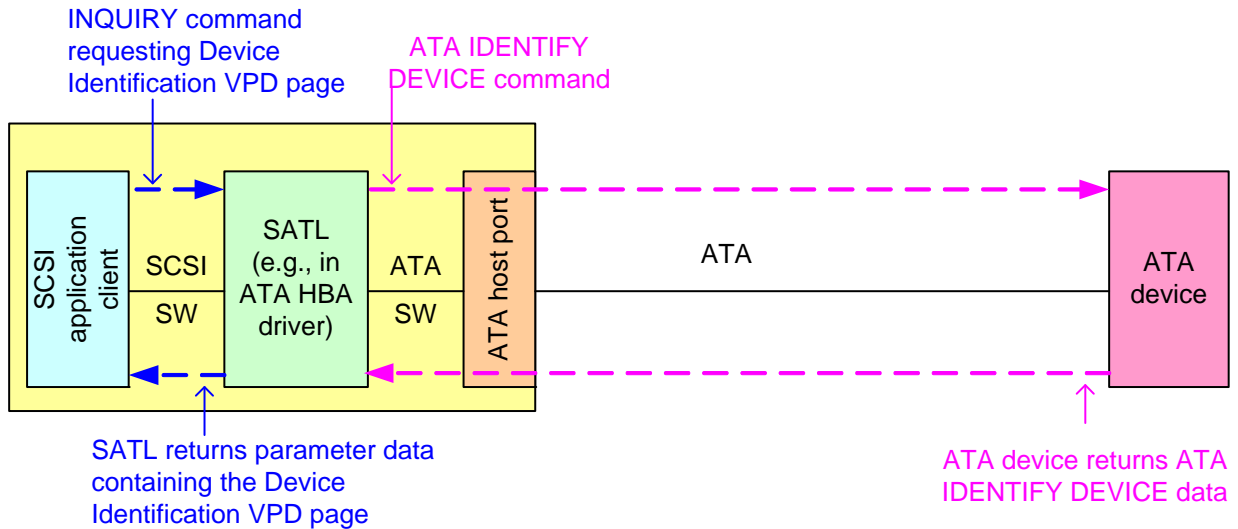 INQUIRY command
requesting Device
Identification VPD page
ATA IDENTIFY
DEVICE command
SCSI
application
client
SCSI
SW
SATL
(e.g., in
ATA HBA
driver)
ATA
SW
ATA host port
ATA
ATA
device
SATL returns parameter data
containing the Device
Identification VPD page
ATA device returns ATA
IDENTIFY DEVICE data